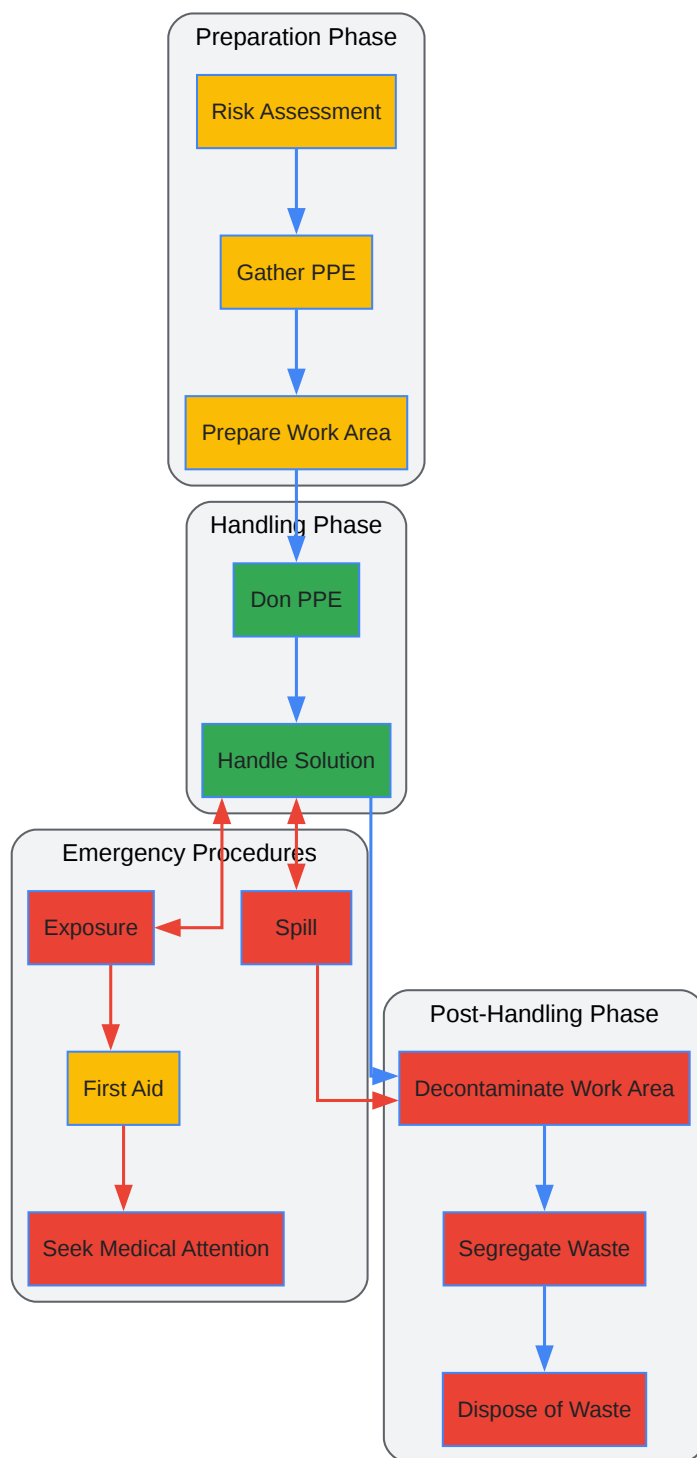 Preparation Phase
Risk Assessment
Gather PPE
Prepare Work Area
Handling Phase
Don PPE
Handle Solution
Emergency Procedures
Exposure
Spill
First Aid
Seek Medical Attention
Post-Handling Phase
Decontaminate Work Area
Segregate Waste
Dispose of Waste